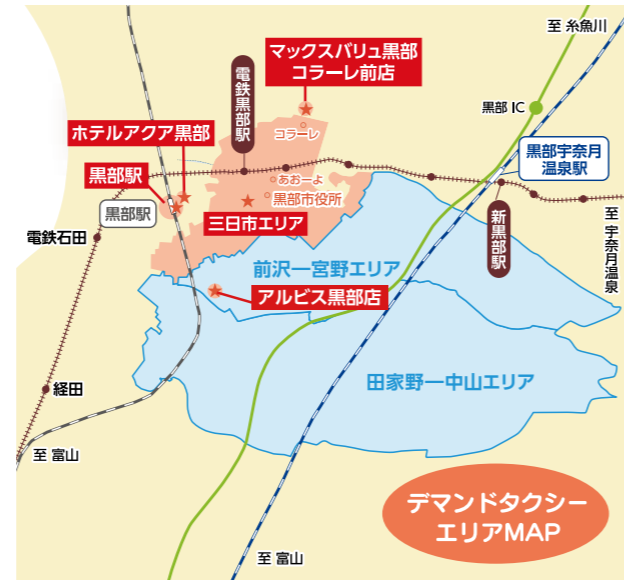 至 糸魚川
マックスバリュ黒部
コラーレ前店
電鉄黒部駅
黒部 IC
コラーレ
ホテルアクア黒部
黒部宇奈月
温泉駅
黒部駅
あおーよ
黒部市役所
黒部駅
三日市エリア
新黒部駅
至 宇奈月温泉
電鉄石田
前沢ー宮野エリア
アルビス黒部店
田家野ー中山エリア
経田
至 富山
デマンドタクシー
エリアMAP
至 富山